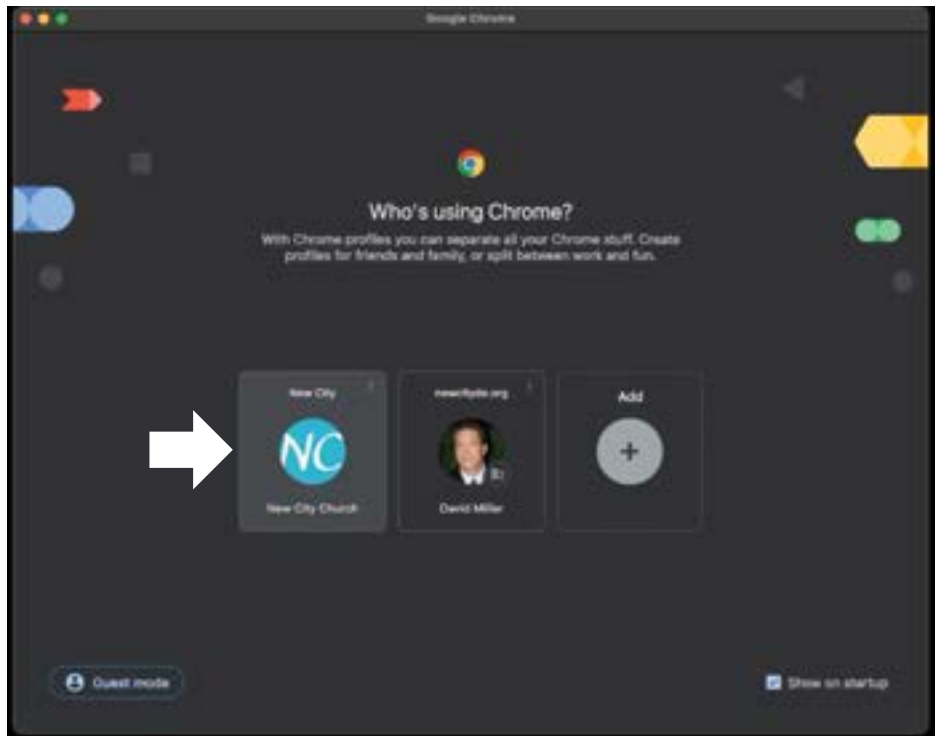 Google Chrome
Who's using Chrome?
With Chrome profiles you can separate all your Chrome stuff. Create
profiles for friends and family, or split between work and fun.
New City
NC
New City Church
newcityde.org
David Miller
Add
Guest mode
Show on startup